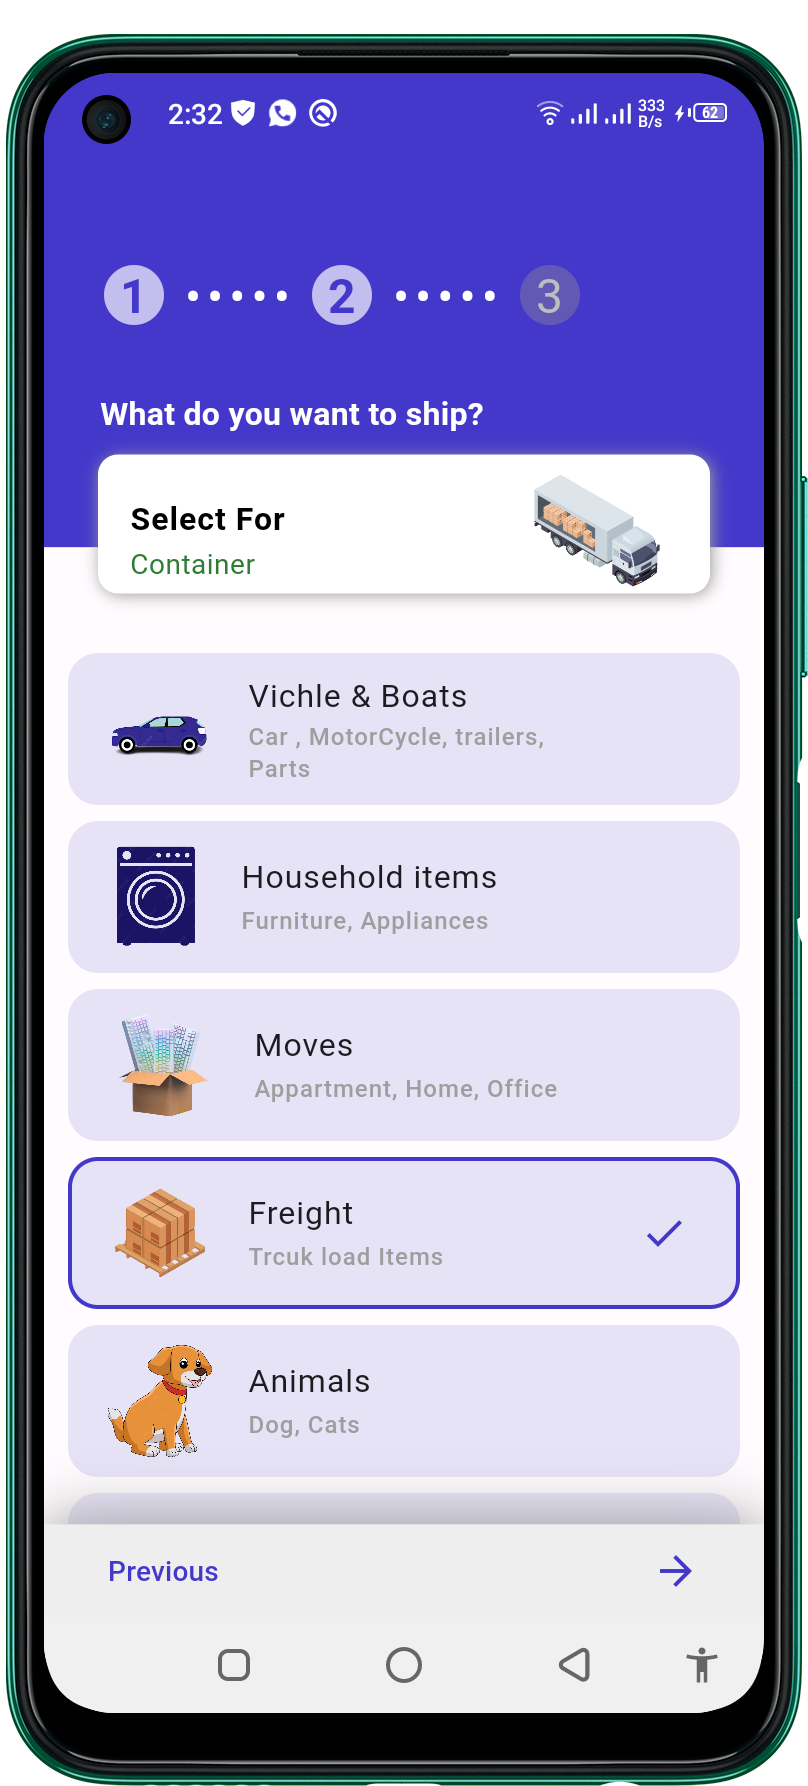 2:32
333
B/s
62
1 2 3
What do you want to ship?
Select For
Container
Vichle & Boats
Car , MotorCycle, trailers,
Parts
Household items
Furniture, Appliances
Moves
Appartment, Home, Office
Freight
Trcuk load Items
Animals
Dog, Cats
Previous